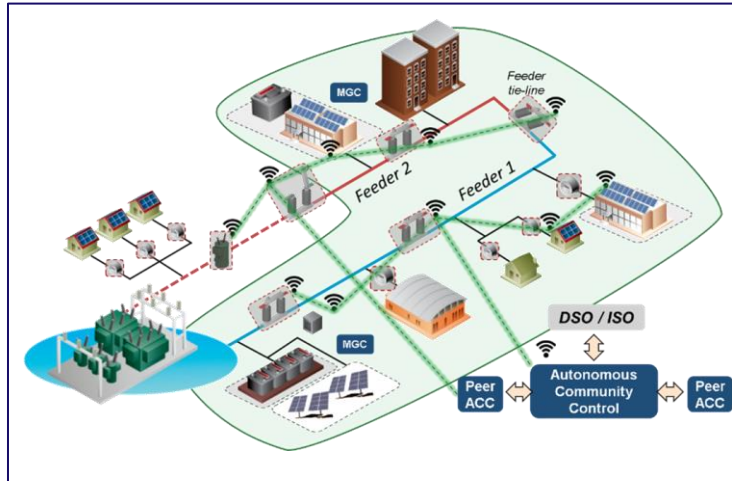 MGC
Feeder
tie-line
Feeder 2
Feeder 1
MGC
DSO / ISO
Peer
ACC
Autonomous
Community
Control
Peer
ACC